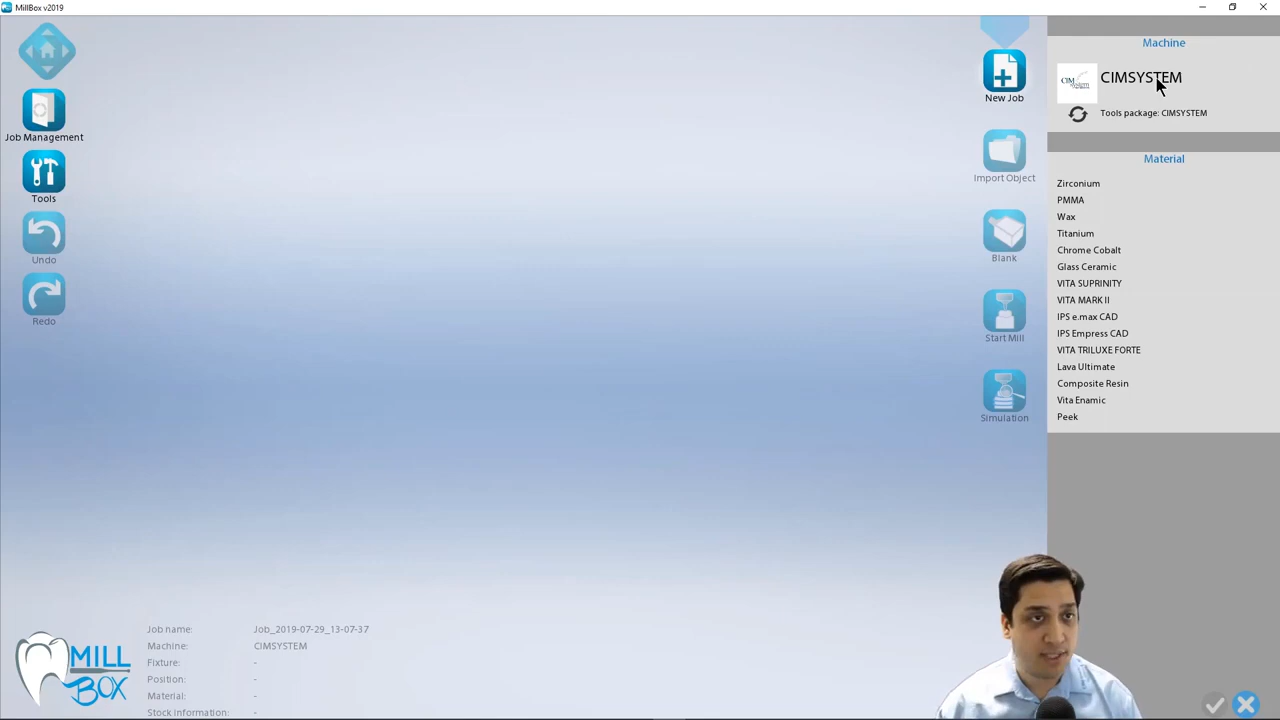 MillBox v2019
Machine
CIMSYSTEM
Tools package: CIMSYSTEM
New Job
Job Management
Tools
Undo
Redo
Import Object
Blank
Start Mill
Simulation
Material
Zirconium
PMMA
Wax
Titanium
Chrome Cobalt
Glass Ceramic
VITA SUPRINITY
VITA MARK II
IPS e.max CAD
IPS Empress CAD
VITA TRILUXE FORTE
Lava Ultimate
Composite Resin
Vita Enamic
Peek
MILL
BOX
Job name: Job_2019-07-29_13-07-37
Machine: CIMSYSTEM
Fixture: -
Position: -
Material: -
Stock information: -